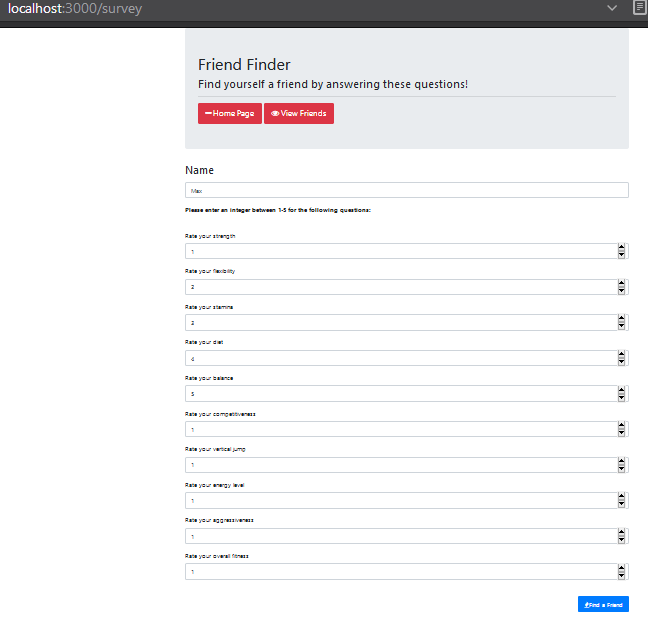 localhost:3000/survey
Friend Finder
Find yourself a friend by answering these questions!
Home Page View Friends
Name
Max
Please enter an integer between 1-5 for the following questions:
Rate your strength
1
Rate your flexibility
2
Rate your stamina
Rate your diet
Rate your balance
5
Rate your competitiveness
1
Rate your vertical jump
1
Rate your energy level
1
Rate your aggressiveness
1
Rate your overall fitness
1
Find a Friend